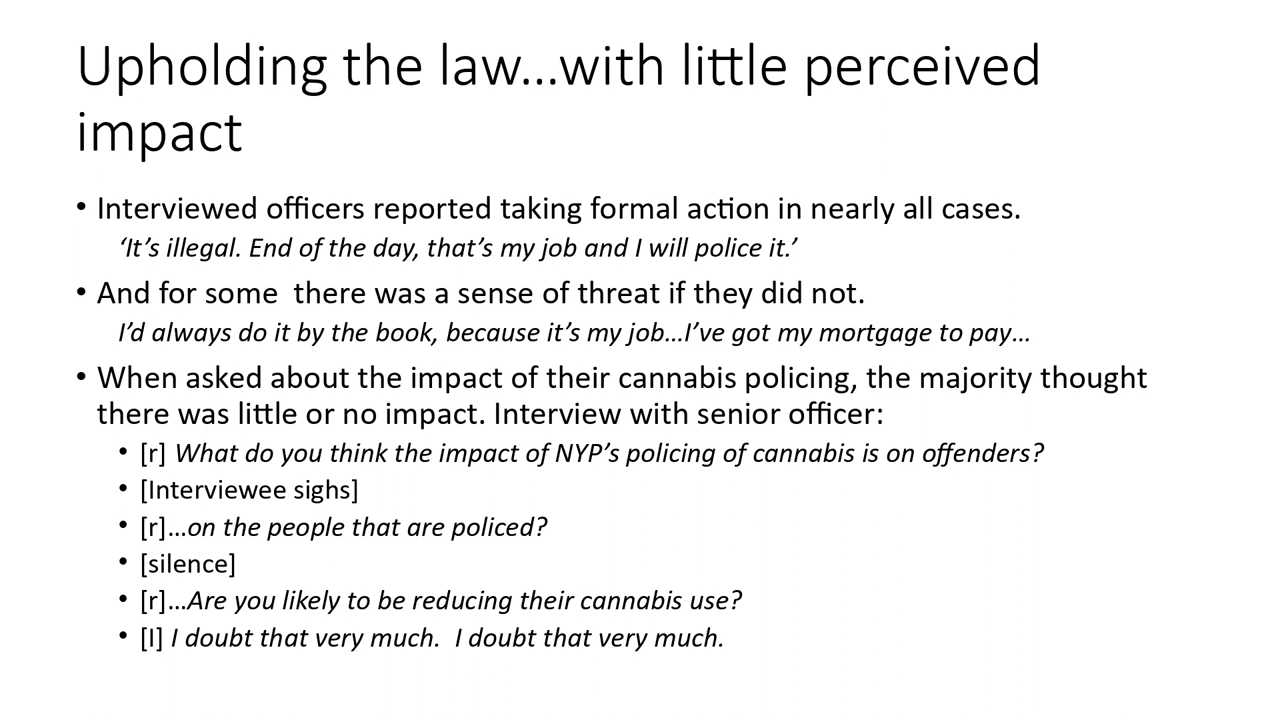 Upholding the law…with little perceived
impact
• Interviewed officers reported taking formal action in nearly all cases.
‘It’s illegal. End of the day, that’s my job and I will police it.’
• And for some  there was a sense of threat if they did not.
I’d always do it by the book, because it’s my job…I’ve got my mortgage to pay…
• When asked about the impact of their cannabis policing, the majority thought
there was little or no impact. Interview with senior officer:
• [r] What do you think the impact of NYP’s policing of cannabis is on offenders?
• [Interviewee sighs]
• [r]…on the people that are policed?
• [silence]
• [r]…Are you likely to be reducing their cannabis use?
• [I] I doubt that very much.  I doubt that very much.